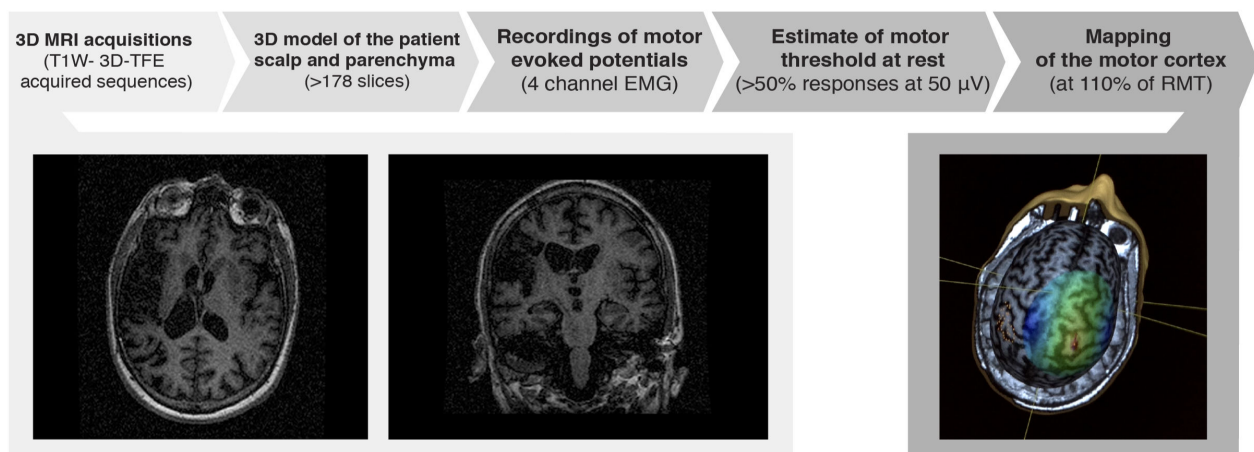 3D MRI acquisitions
(T1W- 3D-TFE
acquired sequences)
3D model of the patient
scalp and parenchyma
(>178 slices)
Recordings of motor
evoked potentials
(4 channel EMG)
Estimate of motor
threshold at rest
(>50% responses at 50 μV)
Mapping
of the motor cortex
(at 110% of RMT)